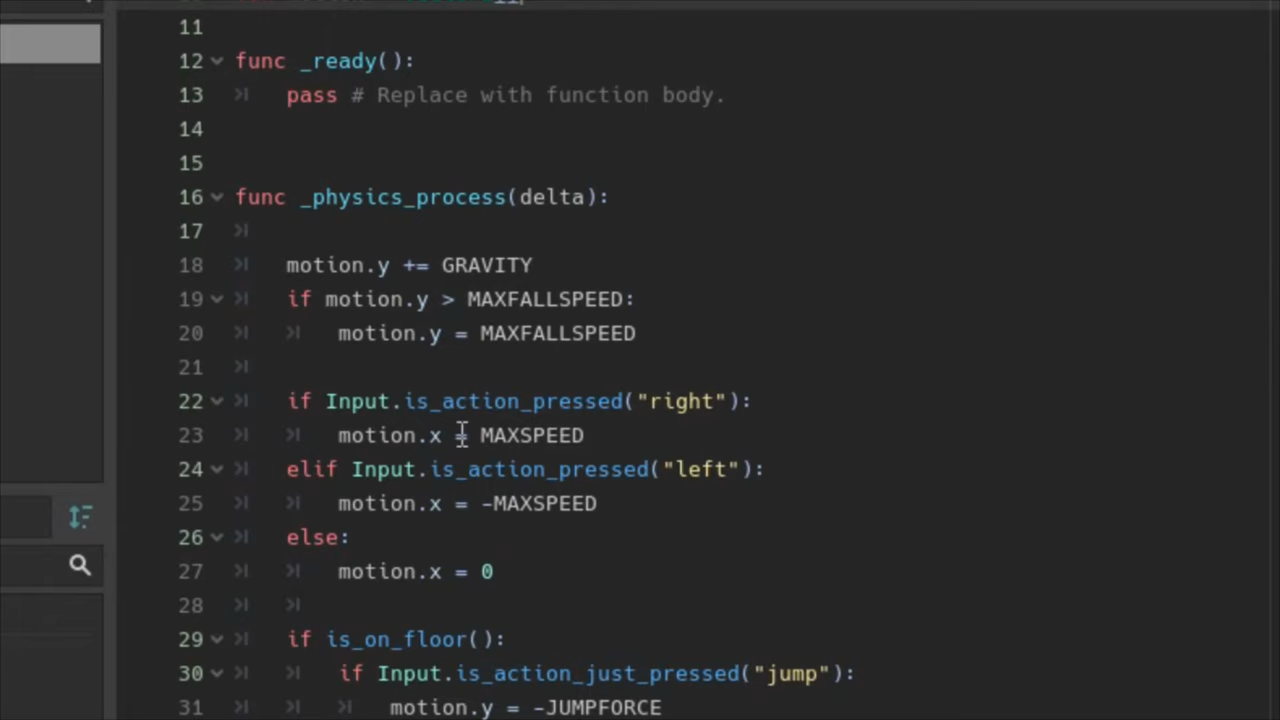 11
12 func _ready():
13 pass # Replace with function body.
14
15
16 func _physics_process(delta):
17
18 motion.y += GRAVITY
19 if motion.y > MAXFALLSPEED:
20 motion.y = MAXFALLSPEED
21
22 if Input.is_action_pressed("right"):
23 motion.x = MAXSPEED
24 elif Input.is_action_pressed("left"):
25 motion.x = -MAXSPEED
26 else:
27 motion.x = 0
28
29 if is_on_floor():
30 if Input.is_action_just_pressed("jump"):
31 motion.y = -JUMPFORCE